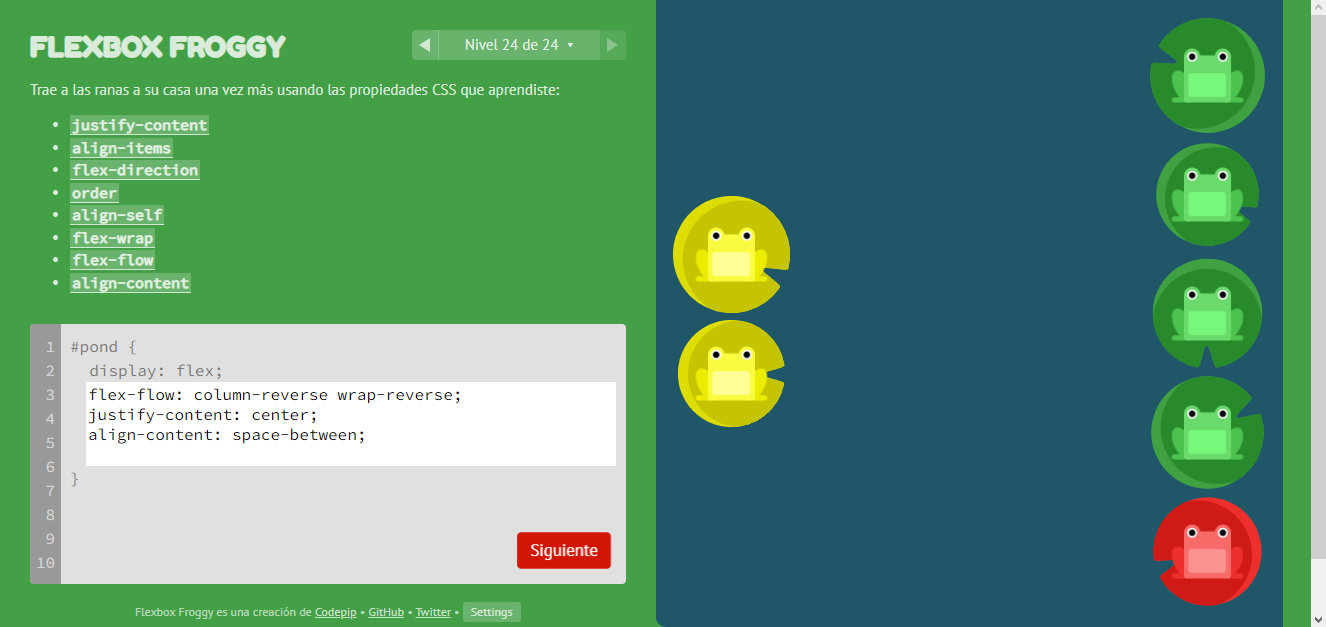 FLEXBOX FROGGY
◀ Nivel 24 de 24 ▾ ▶
Trae a las ranas a su casa una vez más usando las propiedades CSS que aprendiste:
• justify-content
• align-items
• flex-direction
• order
• align-self
• flex-wrap
• flex-flow
• align-content
1 #pond {
2 display: flex;
3 flex-flow: column-reverse wrap-reverse;
4 justify-content: center;
5 align-content: space-between;
6
7 }
8
9
10
Siguiente
Flexbox Froggy es una creación de Codepip • GitHub • Twitter • Settings